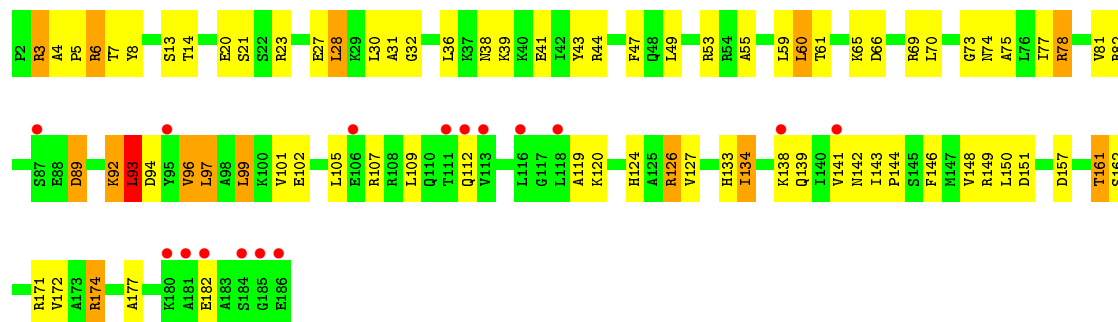 P2 R3 A4 P5 R6 T7 Y8 S13 T14 E20 S21 S22 R23 E27 L28 K29 L30 A31 G32 L36 K37 N38 K39 K40 E41 I42 Y43 R44 F47 Q48 L49 R53 R54 A55 L59 L60 T61 K65 D66 R69 L70 G73 N74 A75 L76 I77 R78 V81 R82
S87 E88 D89 K92 L93 D94 Y95 V96 L97 A98 L99 K100 V101 E102 L105 E106 R107 R108 L109 Q110 T111 Q112 V113 L116 G117 L118 A119 K120 H124 A125 R126 V127 H133 I134 K138 Q139 I140 V141 N142 I143 P144 S145 F146 M147 V148 R149 L150 D151 D157 T161 S162
R171 V172 A173 R174 A177 K180 A181 E182 A183 S184 G185 E186